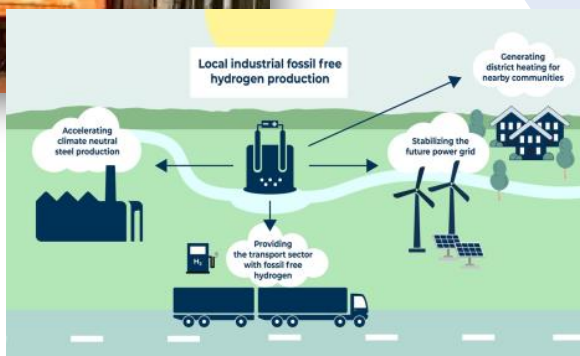 Local industrial fossil free
hydrogen production
Generating
district heating for
nearby communities
Accelerating
climate neutral
steel production
Stabilizing the
future power grid
Providing
the transport sector
with fossil free
hydrogen
H₂